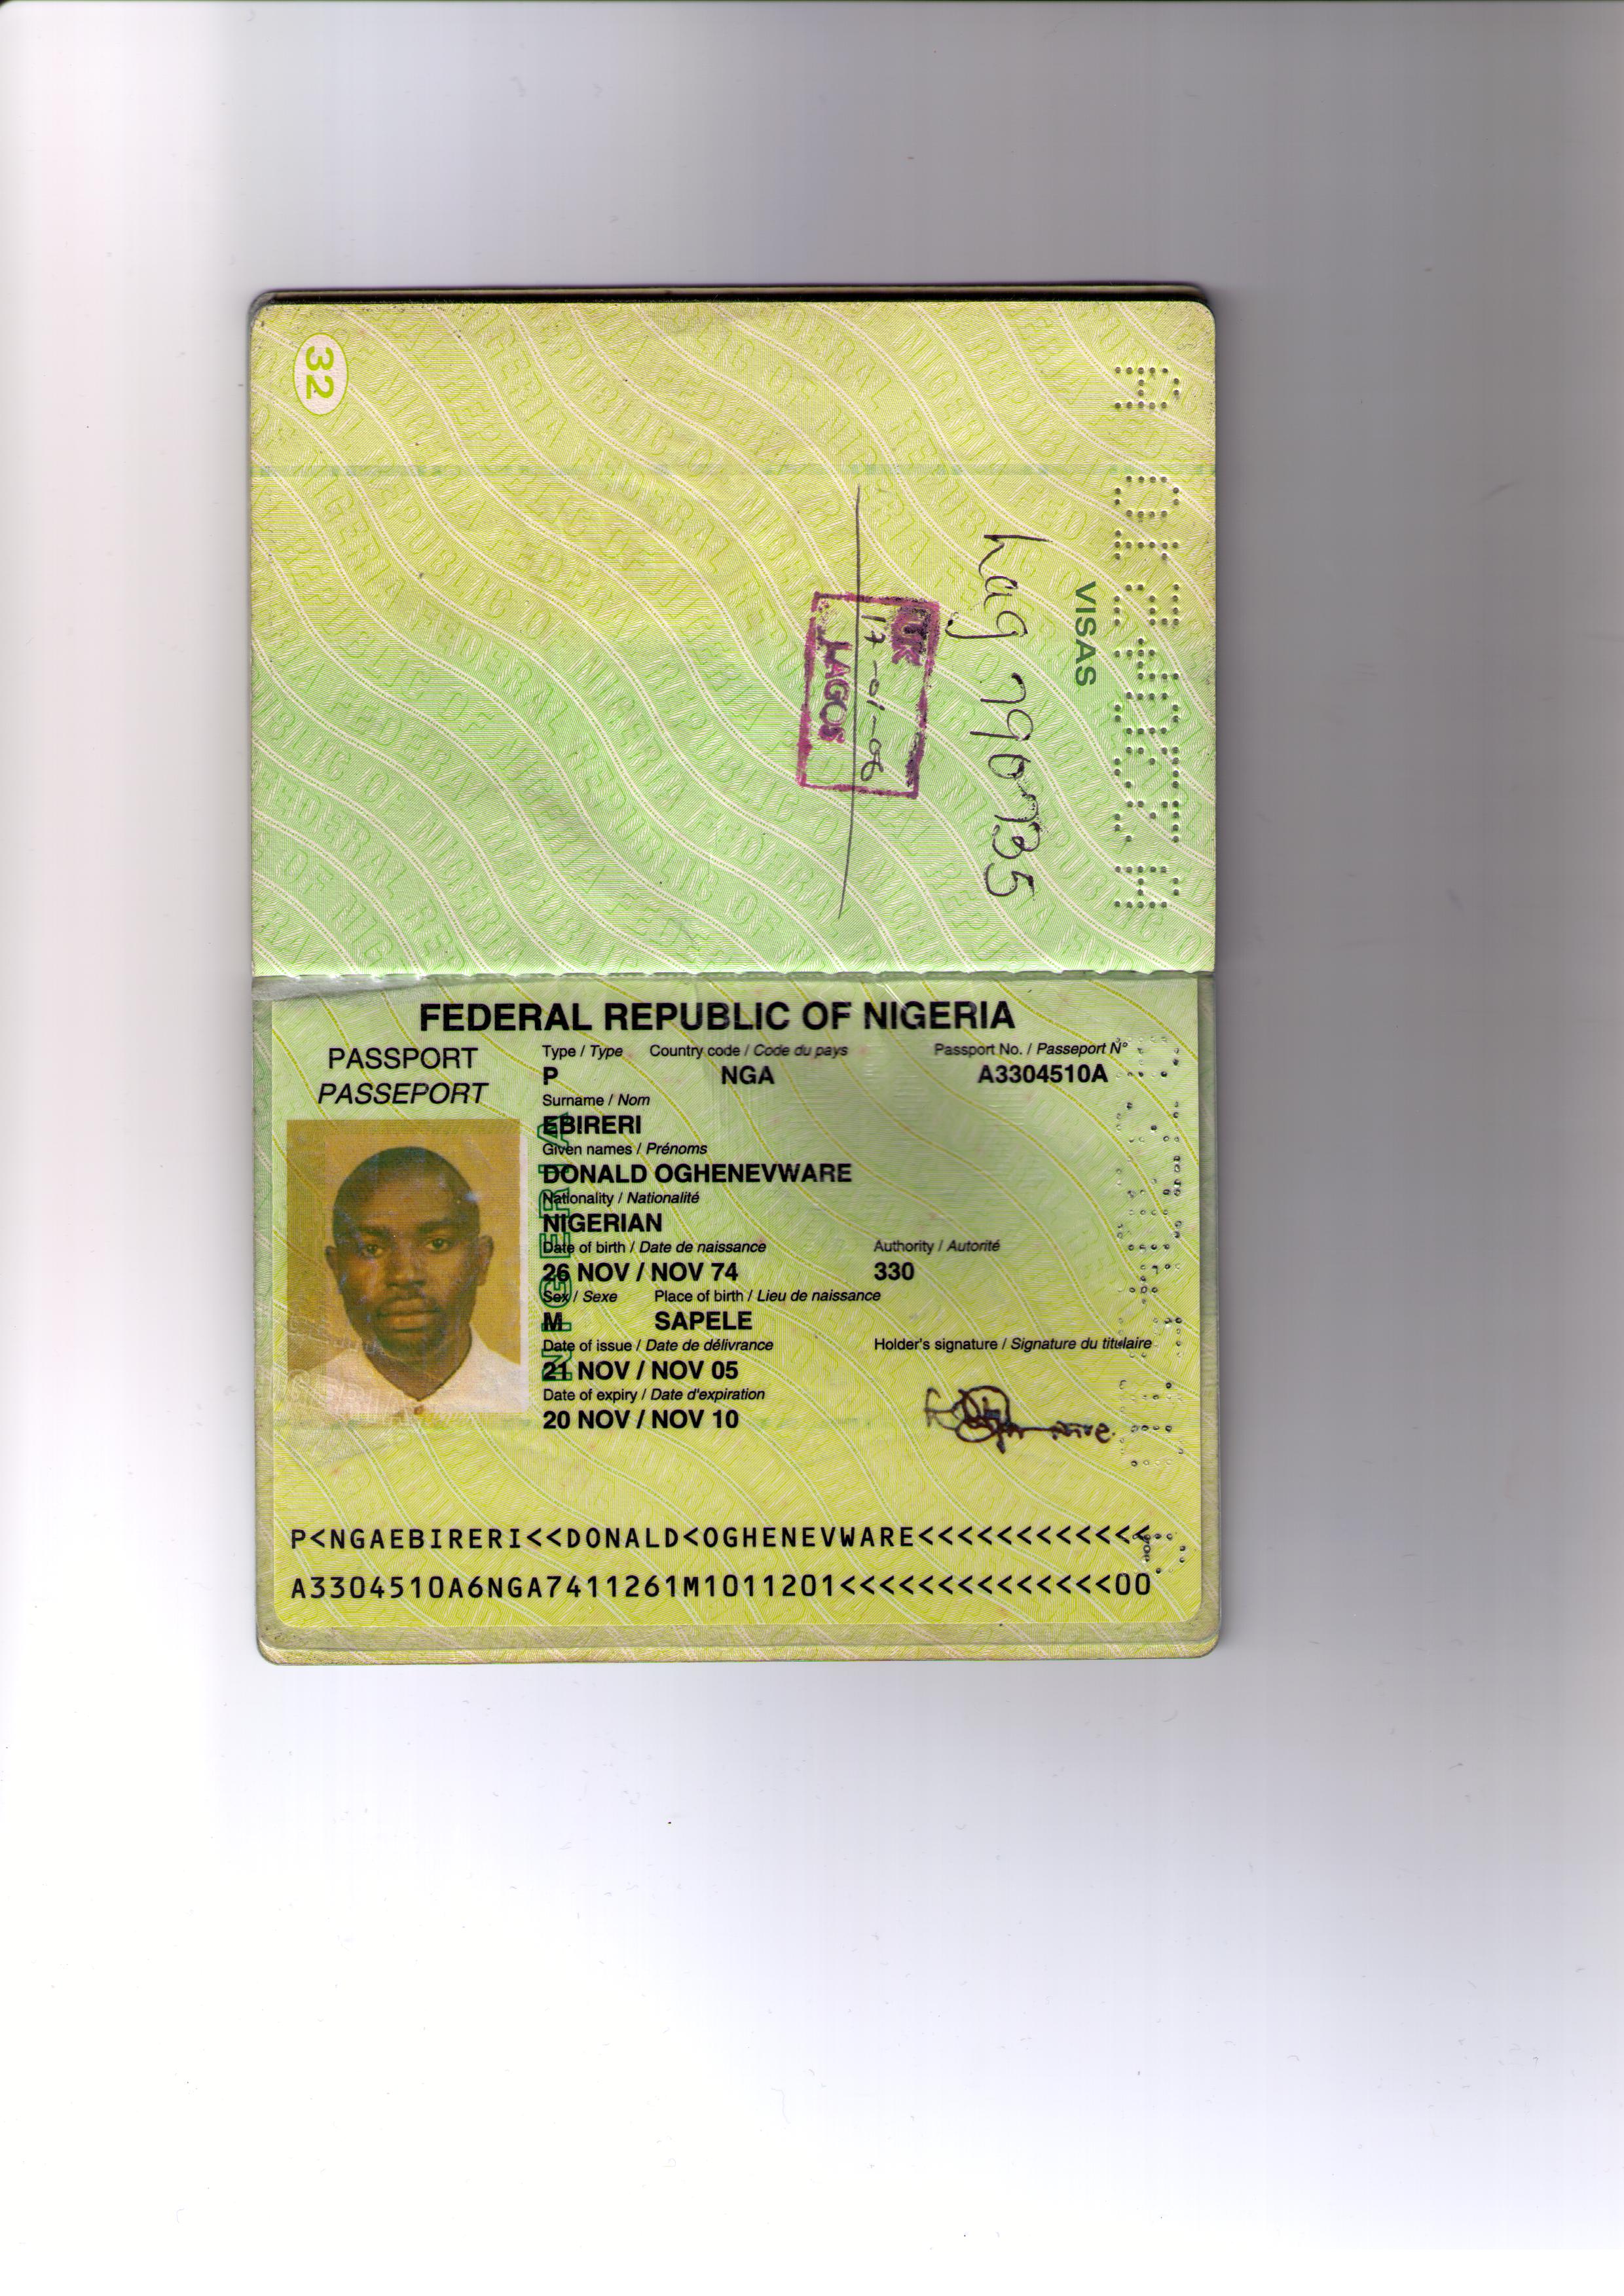 32
VISAS
Lag 790735
UK
17-01-06
LAGOS
FEDERAL REPUBLIC OF NIGERIA
PASSPORT
PASSEPORT
Type / Type Country code / Code du pays Passport No. / Passeport N°
P NGA A3304510A
Surname / Nom
EBIRERI
Given names / Prénoms
DONALD OGHENEVWARE
Nationality / Nationalité
NIGERIAN
Date of birth / Date de naissance Authority / Autorité
26 NOV / NOV 74 330
Sex / Sexe Place of birth / Lieu de naissance
M SAPELE
Date of issue / Date de délivrance Holder's signature / Signature du titulaire
21 NOV / NOV 05
Date of expiry / Date d'expiration
20 NOV / NOV 10
NIGERIA
P<NGAEBIRERI<<DONALD<OGHENEVWARE<<<<<<<<<<<<
A3304510A6NGA7411261M1011201<<<<<<<<<<<<<<00